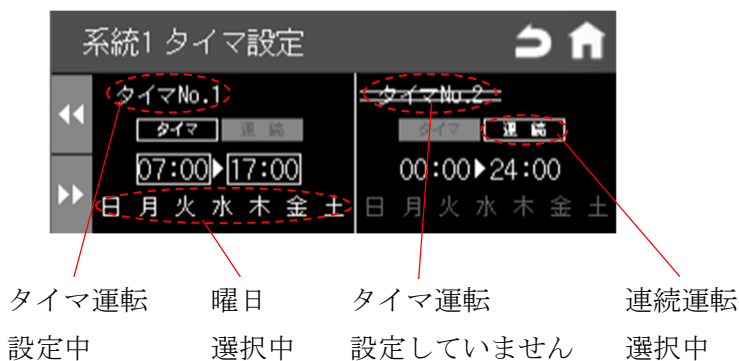 系統1 タイマ設定
タイマNo.1
タイマNo.2
タイマ 連続
タイマ 連続
07:00▶17:00
00:00▶24:00
日 月 火 水 木 金 土
日 月 火 水 木 金 土
タイマ運転
設定中
曜日
選択中
タイマ運転
設定していません
連続運転
選択中